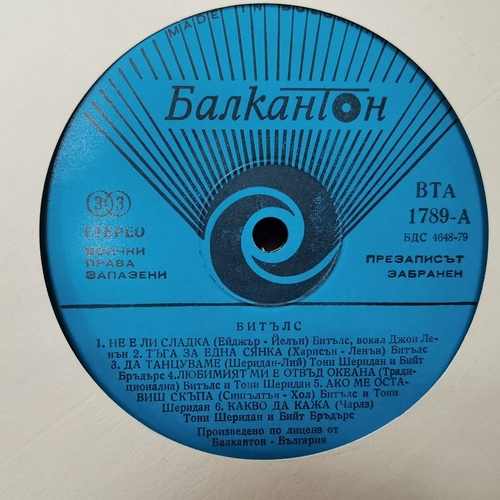 MADE IN
Балкантон
33
СТЕРЕО
ВСИЧКИ
ПРАВА
ЗАПАЗЕНИ
ВТА
1789-А
БДС 4648-79
ПРЕЗАПИСЪТ
ЗАБРАНЕН
БИТЪЛС
1. НЕ Е ЛИ СЛАДКА (Ейджър - Йелън) Битълс, вокал Джон Ле-
нън 2. ТЪГА ЗА ЕДНА СЯНКА (Харисън - Ленън) Битълс
3. ДА ТАНЦУВАМЕ (Шеридан-Лий) Тони Шеридан и Бийт
Брадърс 4.ЛЮБИМИЯТ МИ Е ОТВЪД ОКЕАНА (Тради-
ционална) Битълс и Тони Шеридан 5. АКО МЕ ОСТА-
ВИШ СКЪПА (Сингълтън - Хол) Битълс и Тони
Шеридан 6. КАКВО ДА КАЖА (Чарлз)
Тони Шеридан и Бийт Брадърс
Произведено по лиценз от
Балкантон - България